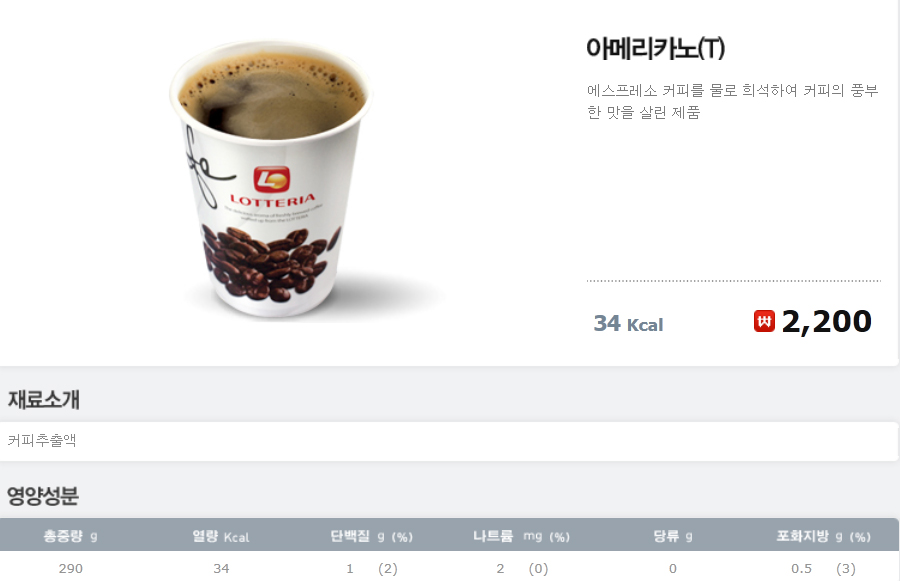 아메리카노(T)
에스프레소 커피를 물로 희석하여 커피의 풍부
한 맛을 살린 제품
LOTTERIA
34 Kcal
2,200
재료소개
커피추출액
영양성분
총중량 g 열량 Kcal 단백질 g (%) 나트륨 mg (%) 당류 g 포화지방 g (%)
290 34 1 (2) 2 (0) 0 0.5 (3)